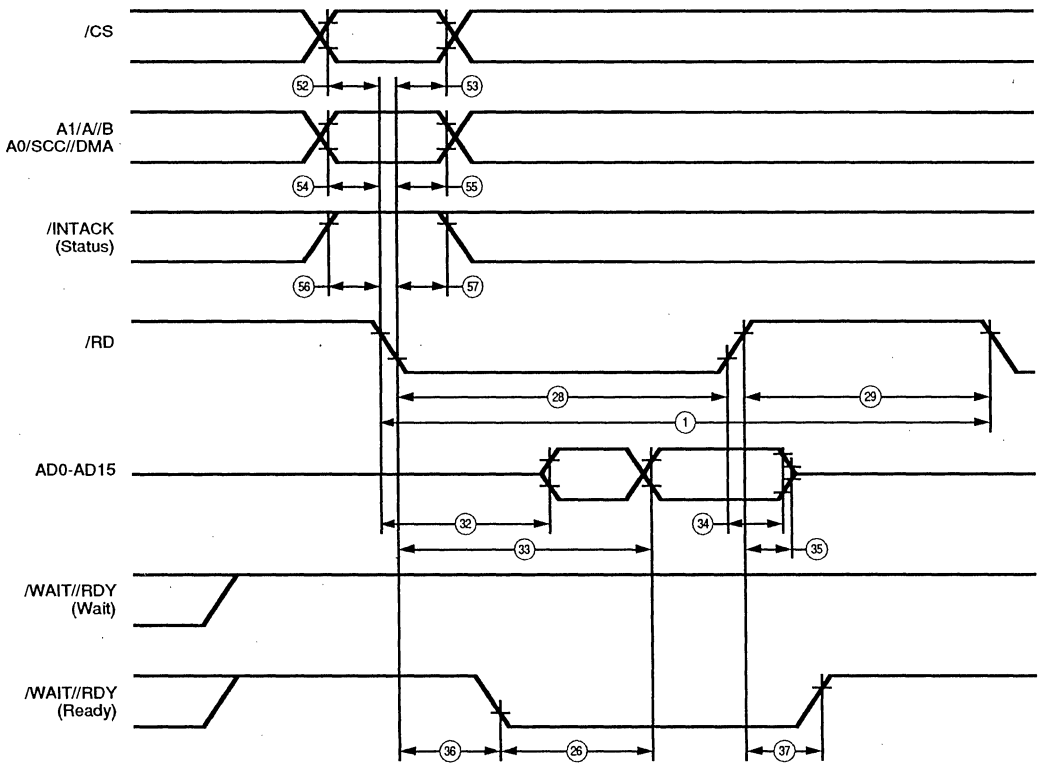 /CS
52
53
A1/A//B
A0/SCC//DMA
54
55
/INTACK
(Status)
56
57
/RD
28
29
1
AD0-AD15
32
34
33
35
/WAIT//RDY
(Wait)
/WAIT//RDY
(Ready)
36
26
37